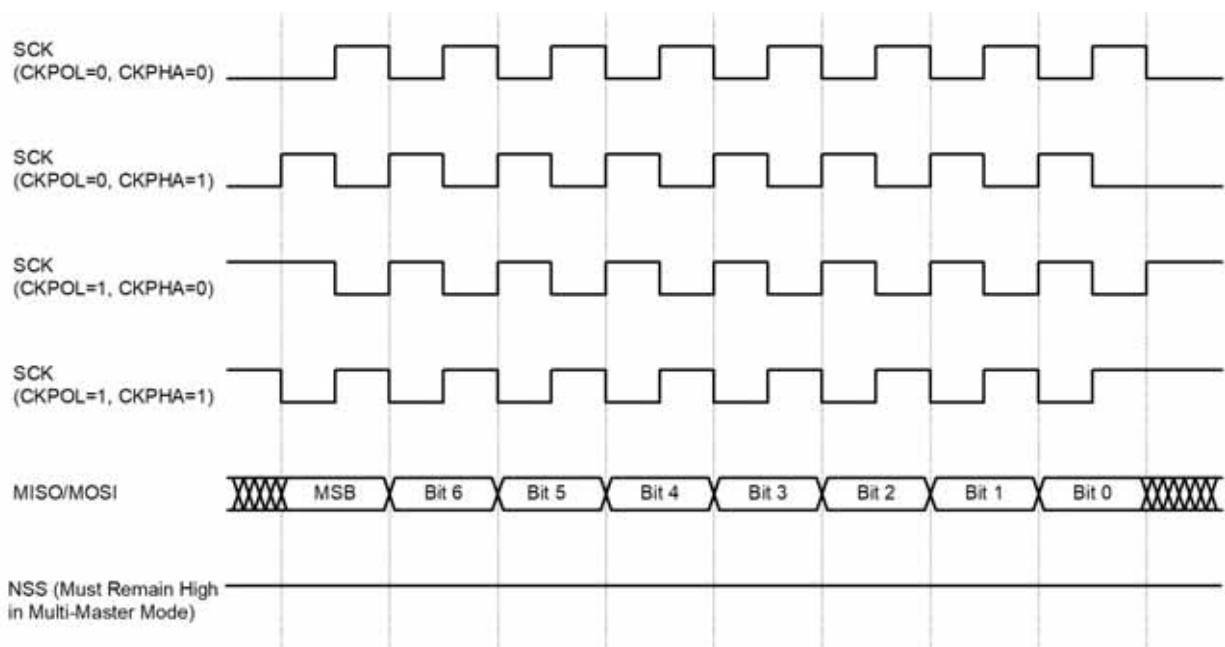 SCK
(CKPOL=0, CKPHA=0)
SCK
(CKPOL=0, CKPHA=1)
SCK
(CKPOL=1, CKPHA=0)
SCK
(CKPOL=1, CKPHA=1)
MISO/MOSI MSB Bit 6 Bit 5 Bit 4 Bit 3 Bit 2 Bit 1 Bit 0
NSS (Must Remain High
in Multi-Master Mode)